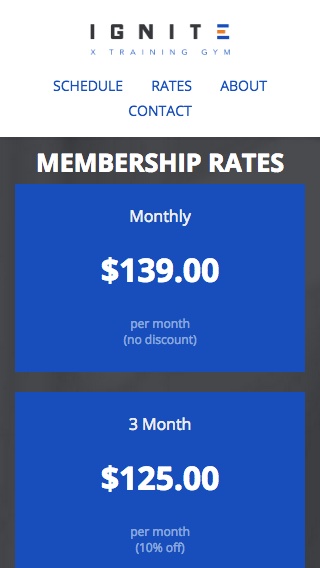 IGNITE
X TRAINING GYM
SCHEDULE RATES ABOUT
CONTACT
MEMBERSHIP RATES
Monthly
$139.00
per month
(no discount)
3 Month
$125.00
per month
(10% off)